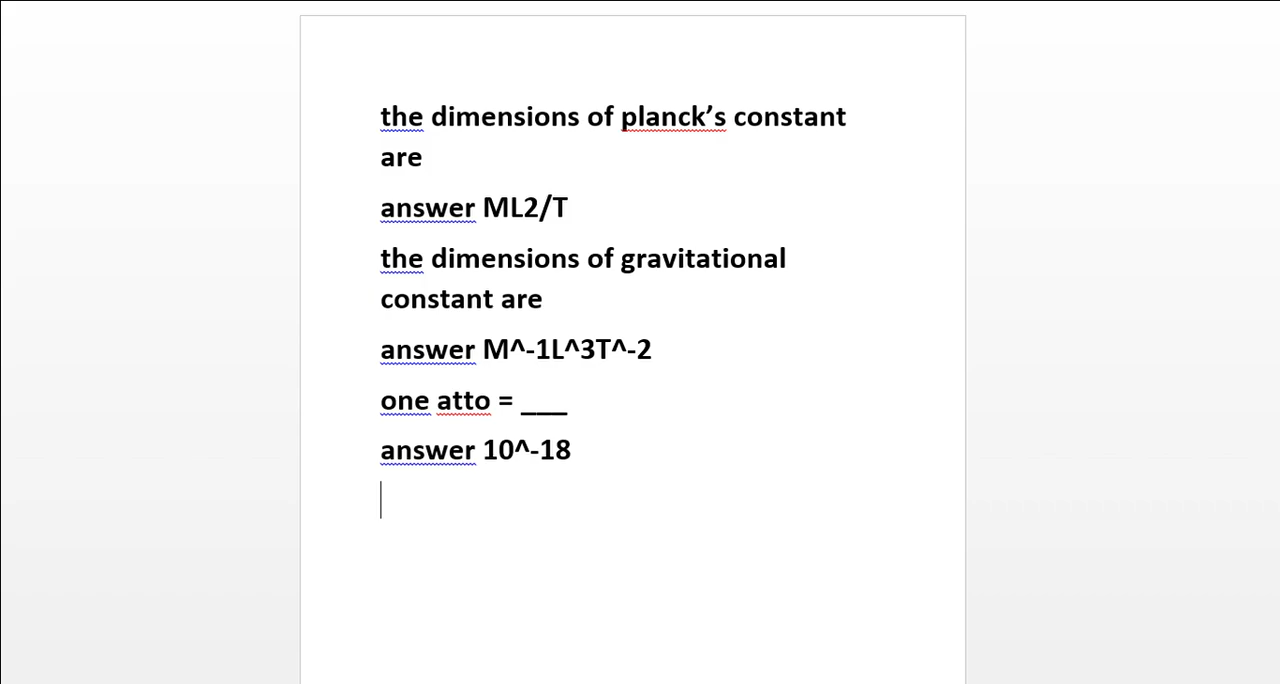 the dimensions of planck’s constant
are
answer ML2/T
the dimensions of gravitational
constant are
answer M^-1L^3T^-2
one atto = ___
answer 10^-18